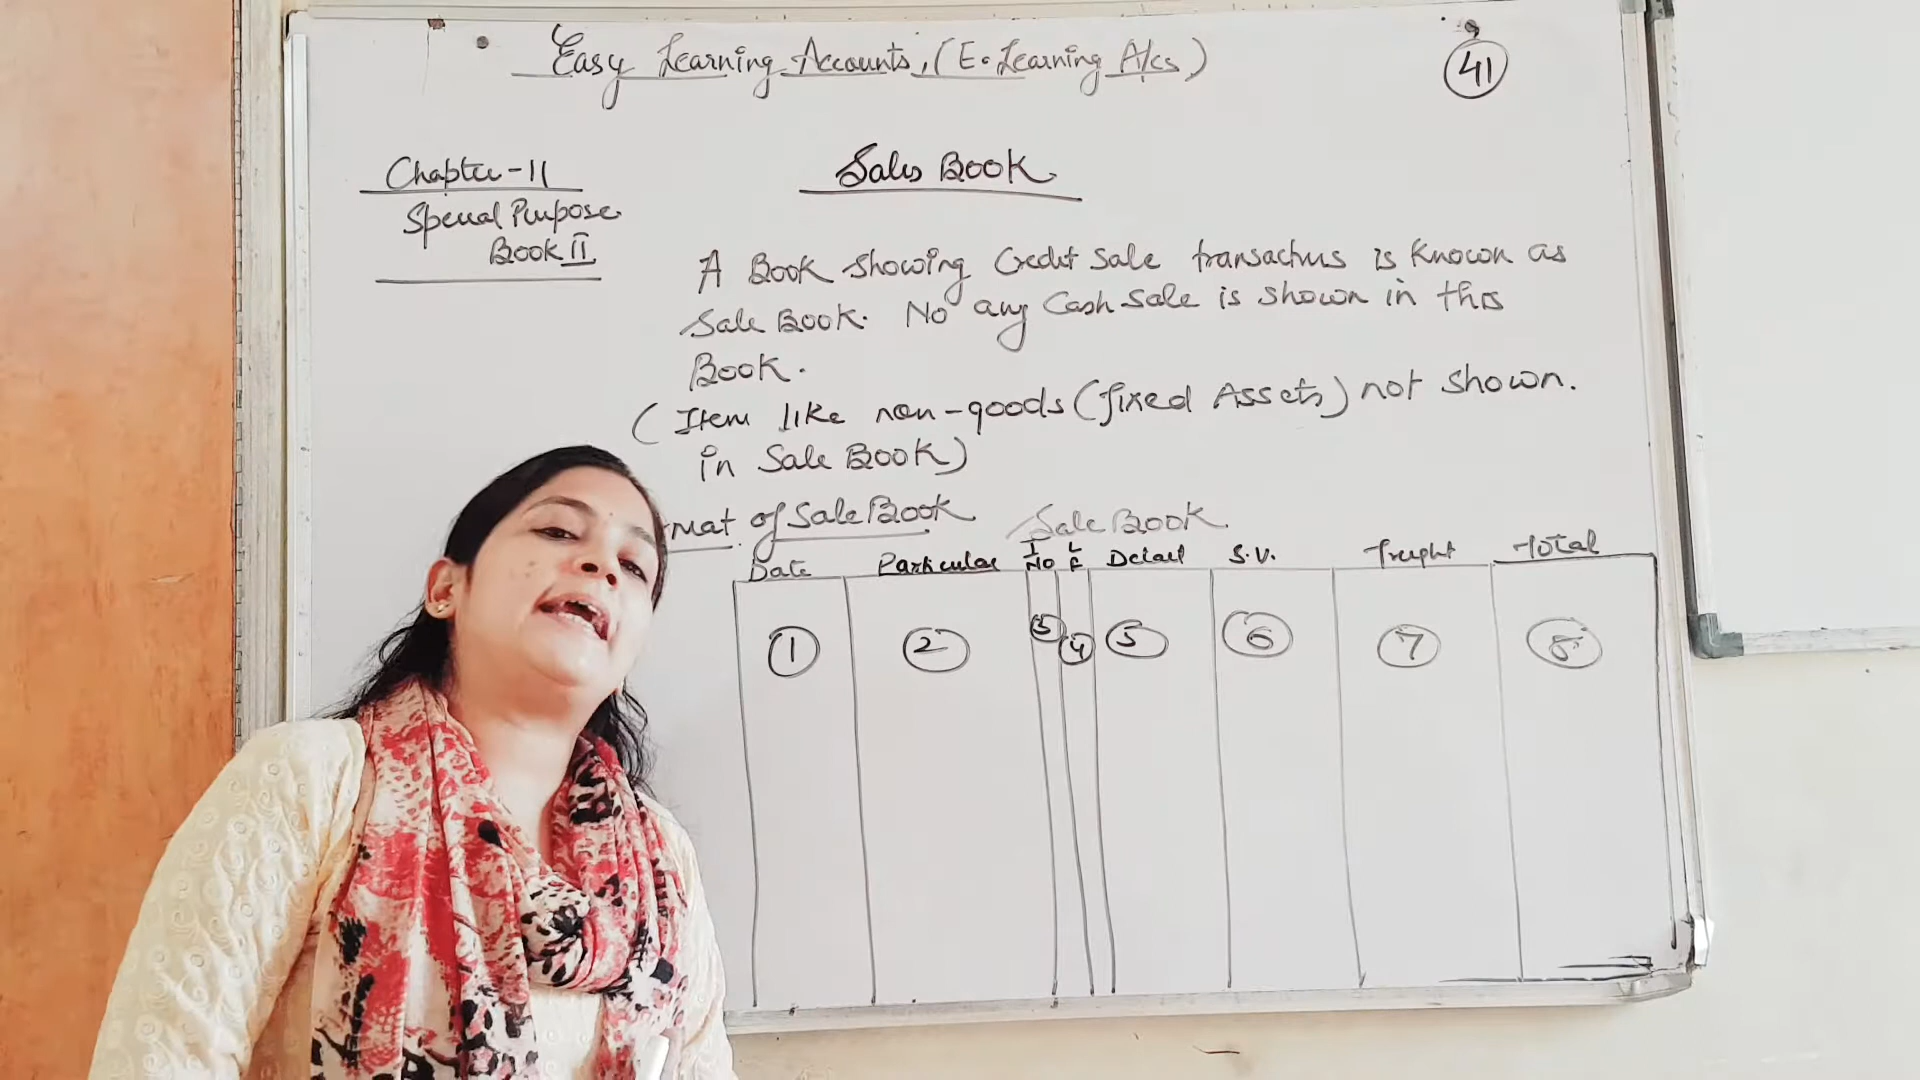 Easy Learning Accounts, (E. Learning A/cs)
41
Chapter-11
Special Purpose
Book II
Sales Book
A Book showing Credit Sale transactns is known as
Sale Book. No any Cash Sale is shown in this
Book.
(Item like non-goods (fixed Assets) not shown.
in Sale Book)
mat of Sale Book
Sale Book.
Date Particular I No L F Detail S.V. Freight Total
1 2 3 4 5 6 7 8